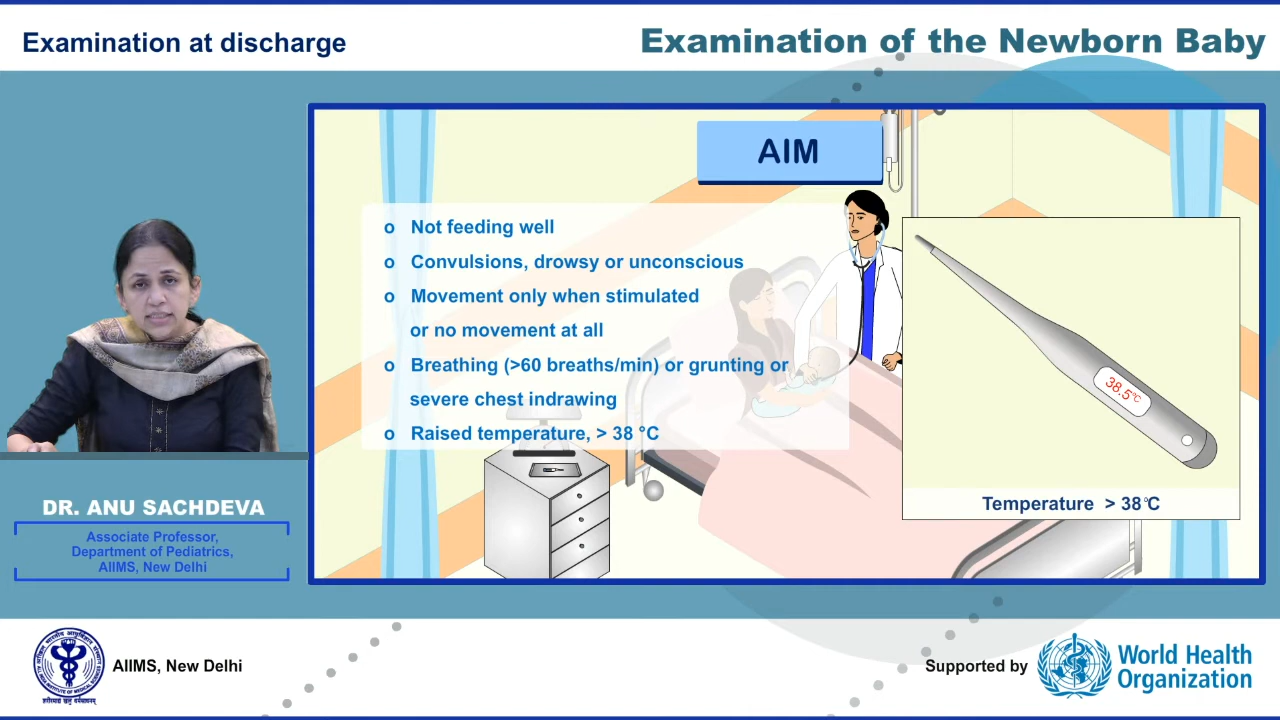 Examination at discharge
Examination of the Newborn Baby
AIM
o Not feeding well
o Convulsions, drowsy or unconscious
o Movement only when stimulated
or no movement at all
o Breathing (>60 breaths/min) or grunting or
severe chest indrawing
o Raised temperature, > 38 °C
38.5°C
Temperature > 38°C
DR. ANU SACHDEVA
Associate Professor,
Department of Pediatrics,
AIIMS, New Delhi
AIIMS, New Delhi
Supported by
World Health
Organization